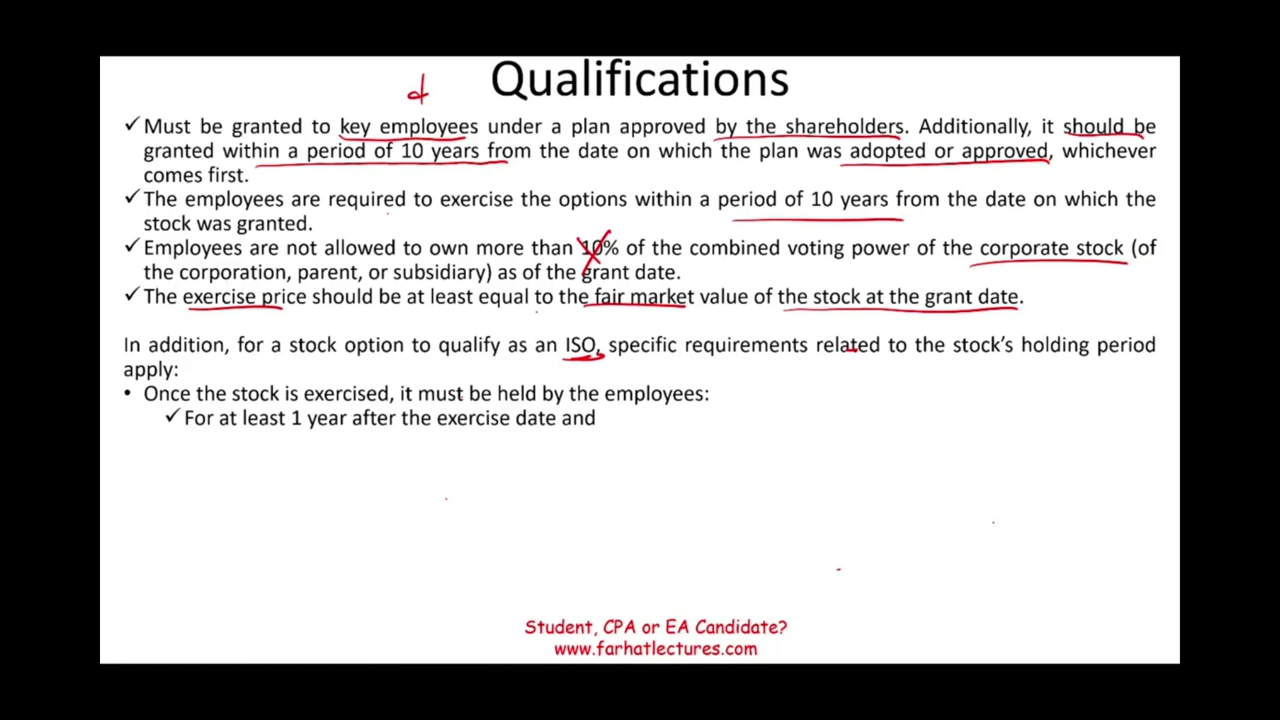 Qualifications
✓ Must be granted to key employees under a plan approved by the shareholders. Additionally, it should be
granted within a period of 10 years from the date on which the plan was adopted or approved, whichever
comes first.
✓ The employees are required to exercise the options within a period of 10 years from the date on which the
stock was granted.
✓ Employees are not allowed to own more than 10% of the combined voting power of the corporate stock (of
the corporation, parent, or subsidiary) as of the grant date.
✓ The exercise price should be at least equal to the fair market value of the stock at the grant date.
In addition, for a stock option to qualify as an ISO, specific requirements related to the stock's holding period
apply:
• Once the stock is exercised, it must be held by the employees:
✓ For at least 1 year after the exercise date and
Student, CPA or EA Candidate?
www.farhatlectures.com